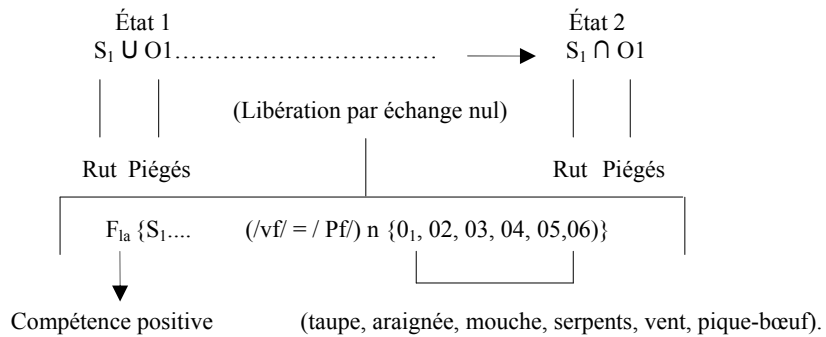 État 1 État 2
S₁ ∪ O1................................. S₁ ∩ O1
(Libération par échange nul)
Rut Piégés Rut Piégés
F₁ₐ {S₁.... (/vf/ = / Pf/) n {0₁, 02, 03, 04, 05,06)}
Compétence positive (taupe, araignée, mouche, serpents, vent, pique-bœuf).